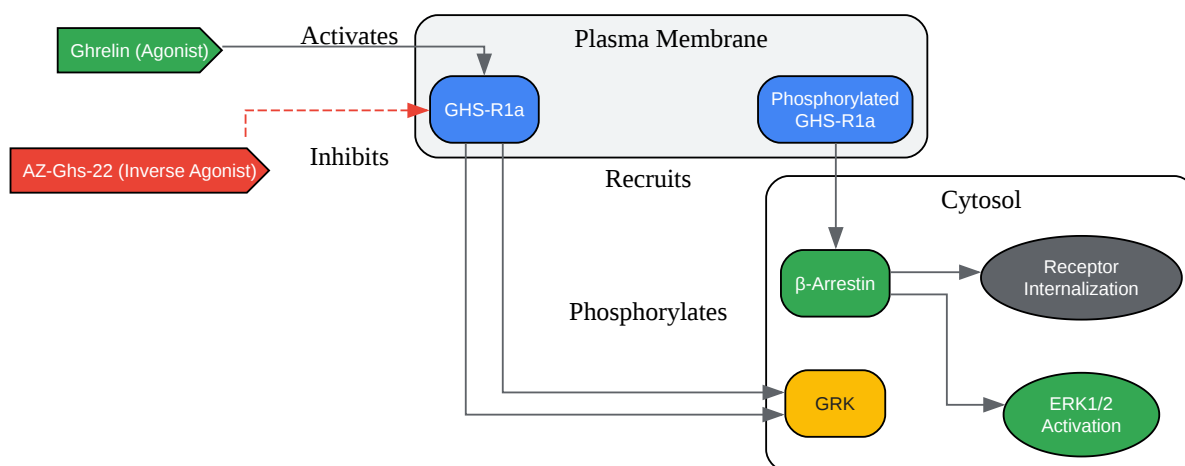 Ghrelin (Agonist)
Activates
Plasma Membrane
GHS-R1a
Phosphorylated
GHS-R1a
AZ-Ghs-22 (Inverse Agonist)
Inhibits
Recruits
Cytosol
β-Arrestin
Receptor
Internalization
Phosphorylates
GRK
ERK1/2
Activation